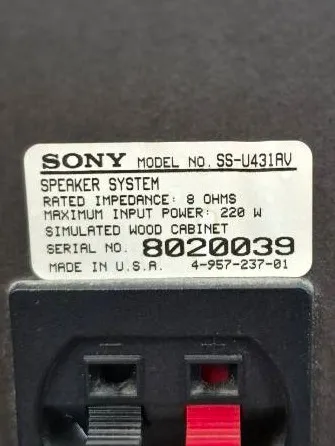 SONY MODEL NO. SS-U431AV
SPEAKER SYSTEM
RATED IMPEDANCE: 8 OHMS
MAXIMUM INPUT POWER: 220 W
SIMULATED WOOD CABINET
SERIAL NO. 8020039
MADE IN U.S.A. 4-957-237-01
- +